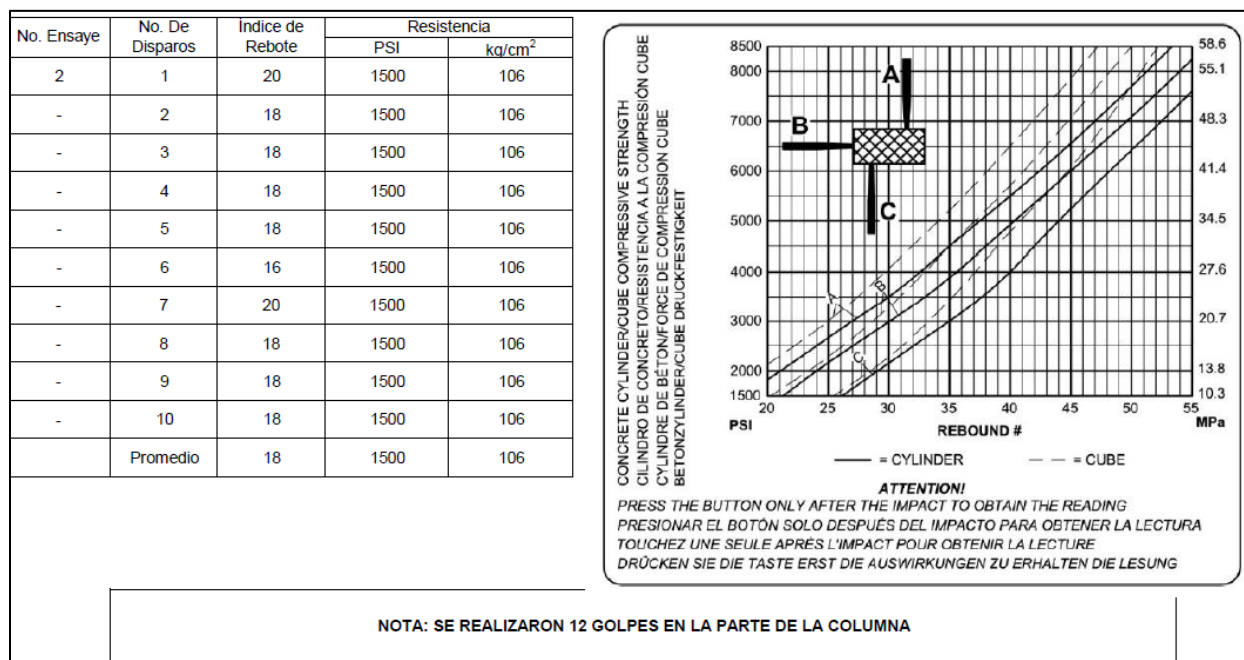 No. Ensaye No. De Disparos Índice de Rebote Resistencia
PSI kg/cm²
2 1 20 1500 106
- 2 18 1500 106
- 3 18 1500 106
- 4 18 1500 106
- 5 18 1500 106
- 6 16 1500 106
- 7 20 1500 106
- 8 18 1500 106
- 9 18 1500 106
- 10 18 1500 106
Promedio 18 1500 106
CONCRETE CYLINDER/CUBE COMPRESSIVE STRENGTH
CILINDRO DE CONCRETO/RESISTENCIA A LA COMPRESIÓN CUBE
CYLINDRE DE BÉTON/FORCE DE COMPRESSION CUBE
BETONZYLINDER/CUBE DRUCKFESTIGKEIT
8500 58.6
8000 55.1
7000 48.3
6000 41.4
5000 34.5
4000 27.6
3000 20.7
2000 13.8
1500 10.3
A
B
C
A
B
C
20 25 30 35 40 45 50 55
PSI REBOUND # MPa
= CYLINDER = CUBE
ATTENTION!
PRESS THE BUTTON ONLY AFTER THE IMPACT TO OBTAIN THE READING
PRESIONAR EL BOTÓN SOLO DESPUÉS DEL IMPACTO PARA OBTENER LA LECTURA
TOUCHEZ UNE SEULE APRÈS L'IMPACT POUR OBTENIR LA LECTURE
DRÜCKEN SIE DIE TASTE ERST DIE AUSWIRKUNGEN ZU ERHALTEN DIE LESUNG
NOTA: SE REALIZARON 12 GOLPES EN LA PARTE DE LA COLUMNA